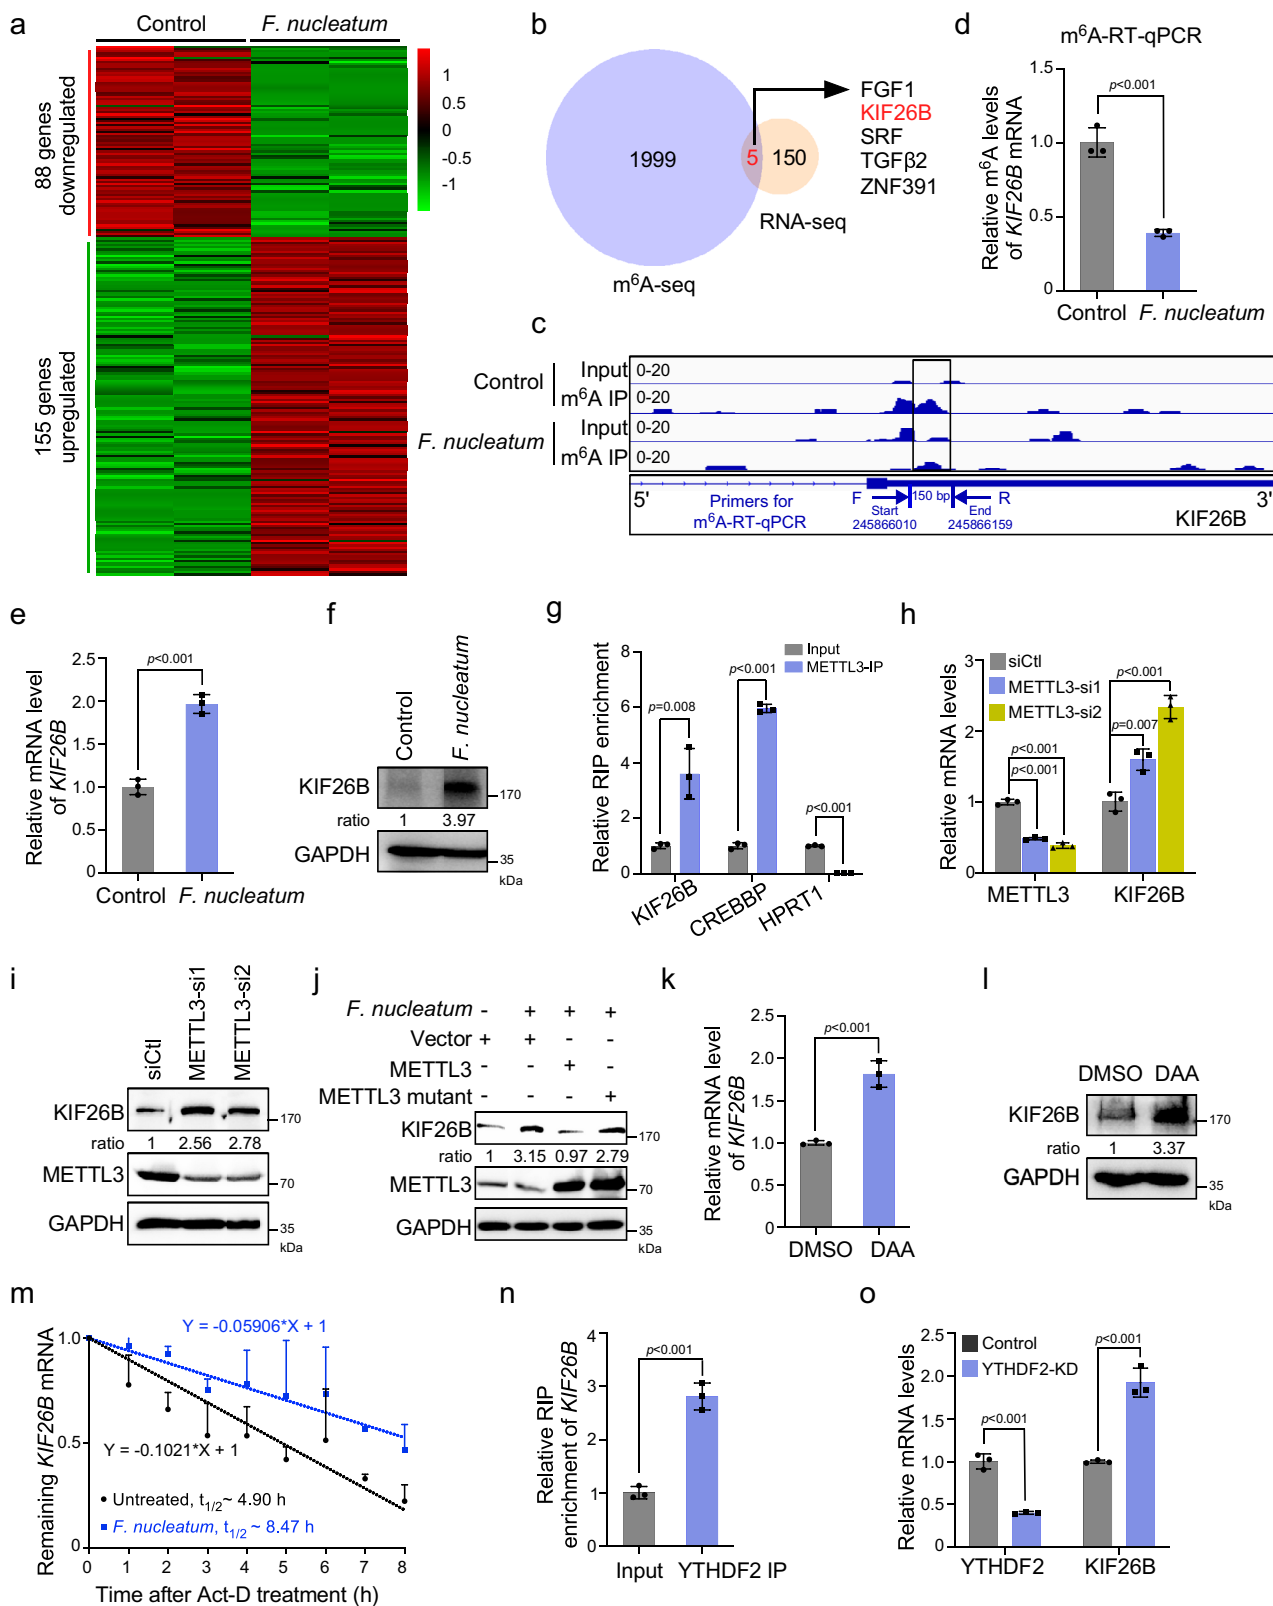 a
Control
F. nucleatum
88 genes
downregulated
155 genes
upregulated
1
0.5
0
-0.5
-1
b
1999
5
150
FGF1
KIF26B
SRF
TGFβ2
ZNF391
RNA-seq
m⁶A-seq
c
Control
Input
0-20
m⁶A IP
0-20
F. nucleatum
Input
0-20
m⁶A IP
0-20
5'
Primers for
m⁶A-RT-qPCR
F
150 bp
R
Start
245866010
End
245866159
3'
KIF26B
d
m⁶A-RT-qPCR
Relative m⁶A levels
of KIF26B mRNA
1.5
1.0
0.5
0
p<0.001
Control
F. nucleatum
e
Relative mRNA level
of KIF26B
2.5
2.0
1.5
1.0
0.5
0
p<0.001
Control
F. nucleatum
f
Control
F. nucleatum
KIF26B
170
ratio 1 3.97
GAPDH
35
kDa
g
Relative RIP enrichment
8
6
4
2
0
Input
METTL3-IP
p=0.008
p<0.001
p<0.001
KIF26B
CREBBP
HPRT1
h
Relative mRNA levels
3
2
1
0
siCtl
METTL3-si1
METTL3-si2
p<0.001
p<0.001
p<0.001
p=0.007
METTL3
KIF26B
i
siCtl
METTL3-si1
METTL3-si2
KIF26B
170
ratio 1 2.56 2.78
METTL3
70
GAPDH
35
kDa
j
F. nucleatum - + + +
Vector + + - -
METTL3 - - + -
METTL3 mutant - - - +
KIF26B
170
ratio 1 3.15 0.97 2.79
METTL3
70
GAPDH
35
kDa
k
Relative mRNA level
of KIF26B
2.5
2.0
1.5
1.0
0.5
0
p<0.001
DMSO
DAA
l
DMSO DAA
KIF26B
170
ratio 1 3.37
GAPDH
35
kDa
m
Remaining KIF26B mRNA
1.0
0.5
0
Y = -0.05906*X + 1
Y = -0.1021*X + 1
Untreated, t1/2~ 4.90 h
F. nucleatum, t1/2 ~ 8.47 h
0 1 2 3 4 5 6 7 8
Time after Act-D treatment (h)
n
Relative RIP
enrichment of KIF26B
4
3
2
1
0
p<0.001
Input
YTHDF2 IP
o
Relative mRNA levels
2.5
2.0
1.5
1.0
0.5
0
Control
YTHDF2-KD
p<0.001
p<0.001
YTHDF2
KIF26B